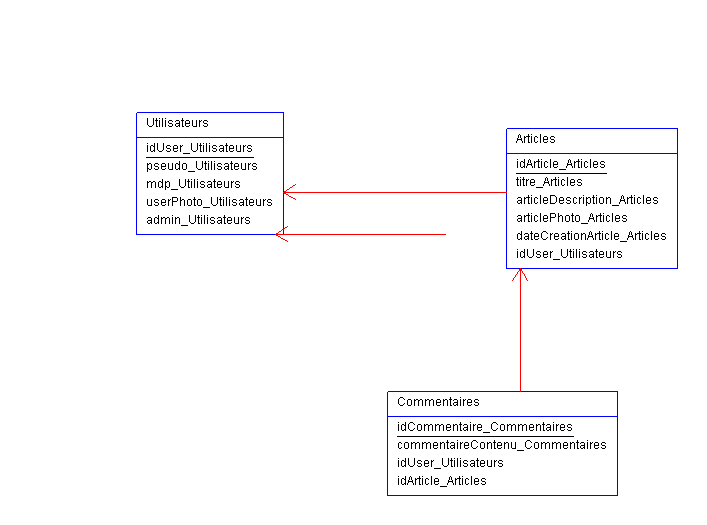 Utilisateurs
idUser_Utilisateurs
pseudo_Utilisateurs
mdp_Utilisateurs
userPhoto_Utilisateurs
admin_Utilisateurs
Articles
idArticle_Articles
titre_Articles
articleDescription_Articles
articlePhoto_Articles
dateCreationArticle_Articles
idUser_Utilisateurs
Commentaires
idCommentaire_Commentaires
commentaireContenu_Commentaires
idUser_Utilisateurs
idArticle_Articles